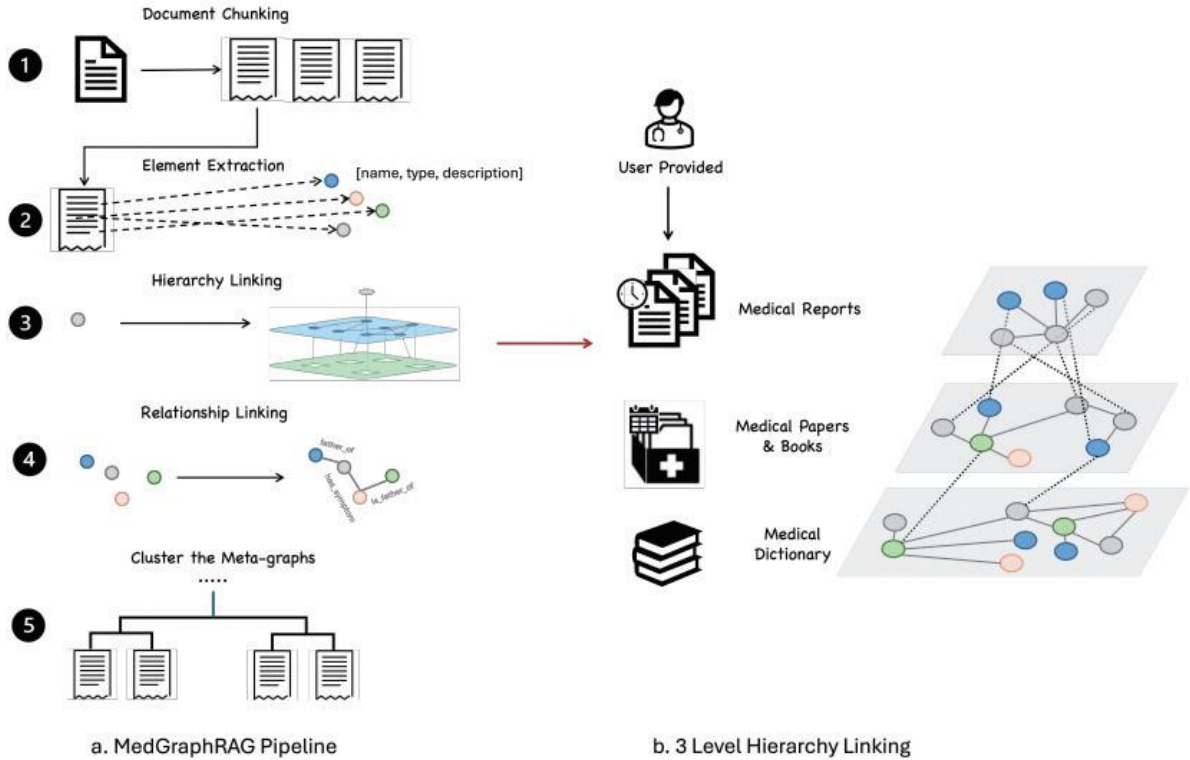 Document Chunking
1
Element Extraction
[name, type, description]
2
Hierarchy Linking
3
Relationship Linking
4
father_of
has_symptom
is_father_of
Cluster the Meta-graphs
.....
5
a. MedGraphRAG Pipeline
User Provided
Medical Reports
Medical Papers
& Books
Medical
Dictionary
b. 3 Level Hierarchy Linking